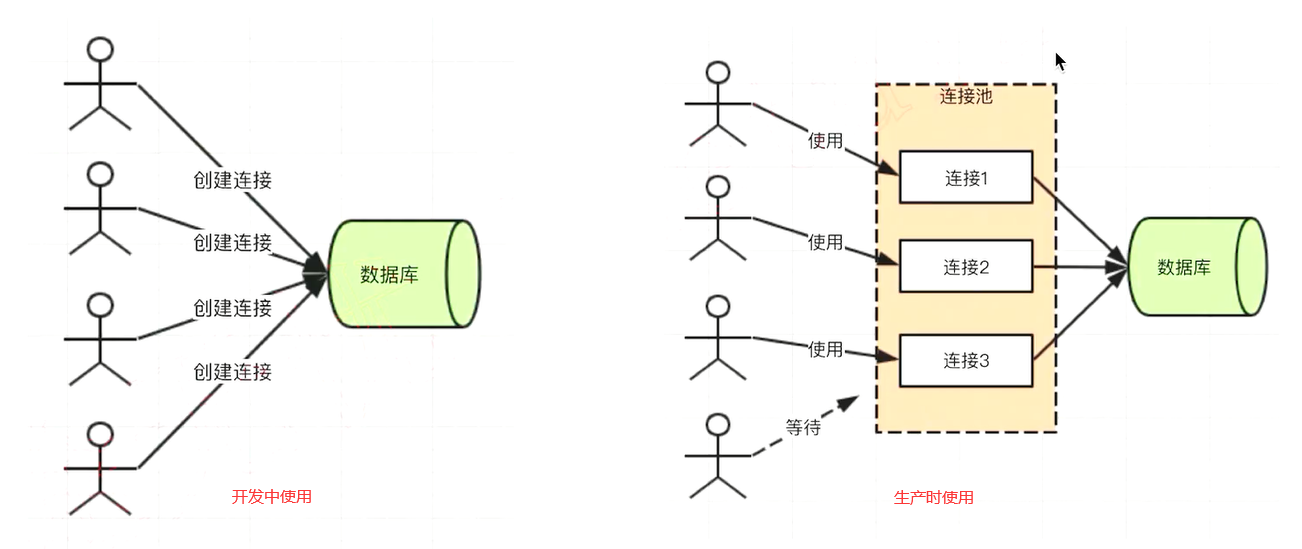 创建连接
创建连接
创建连接
创建连接
数据库
开发中使用
连接池
使用
连接1
使用
连接2
使用
连接3
等待
数据库
生产时使用